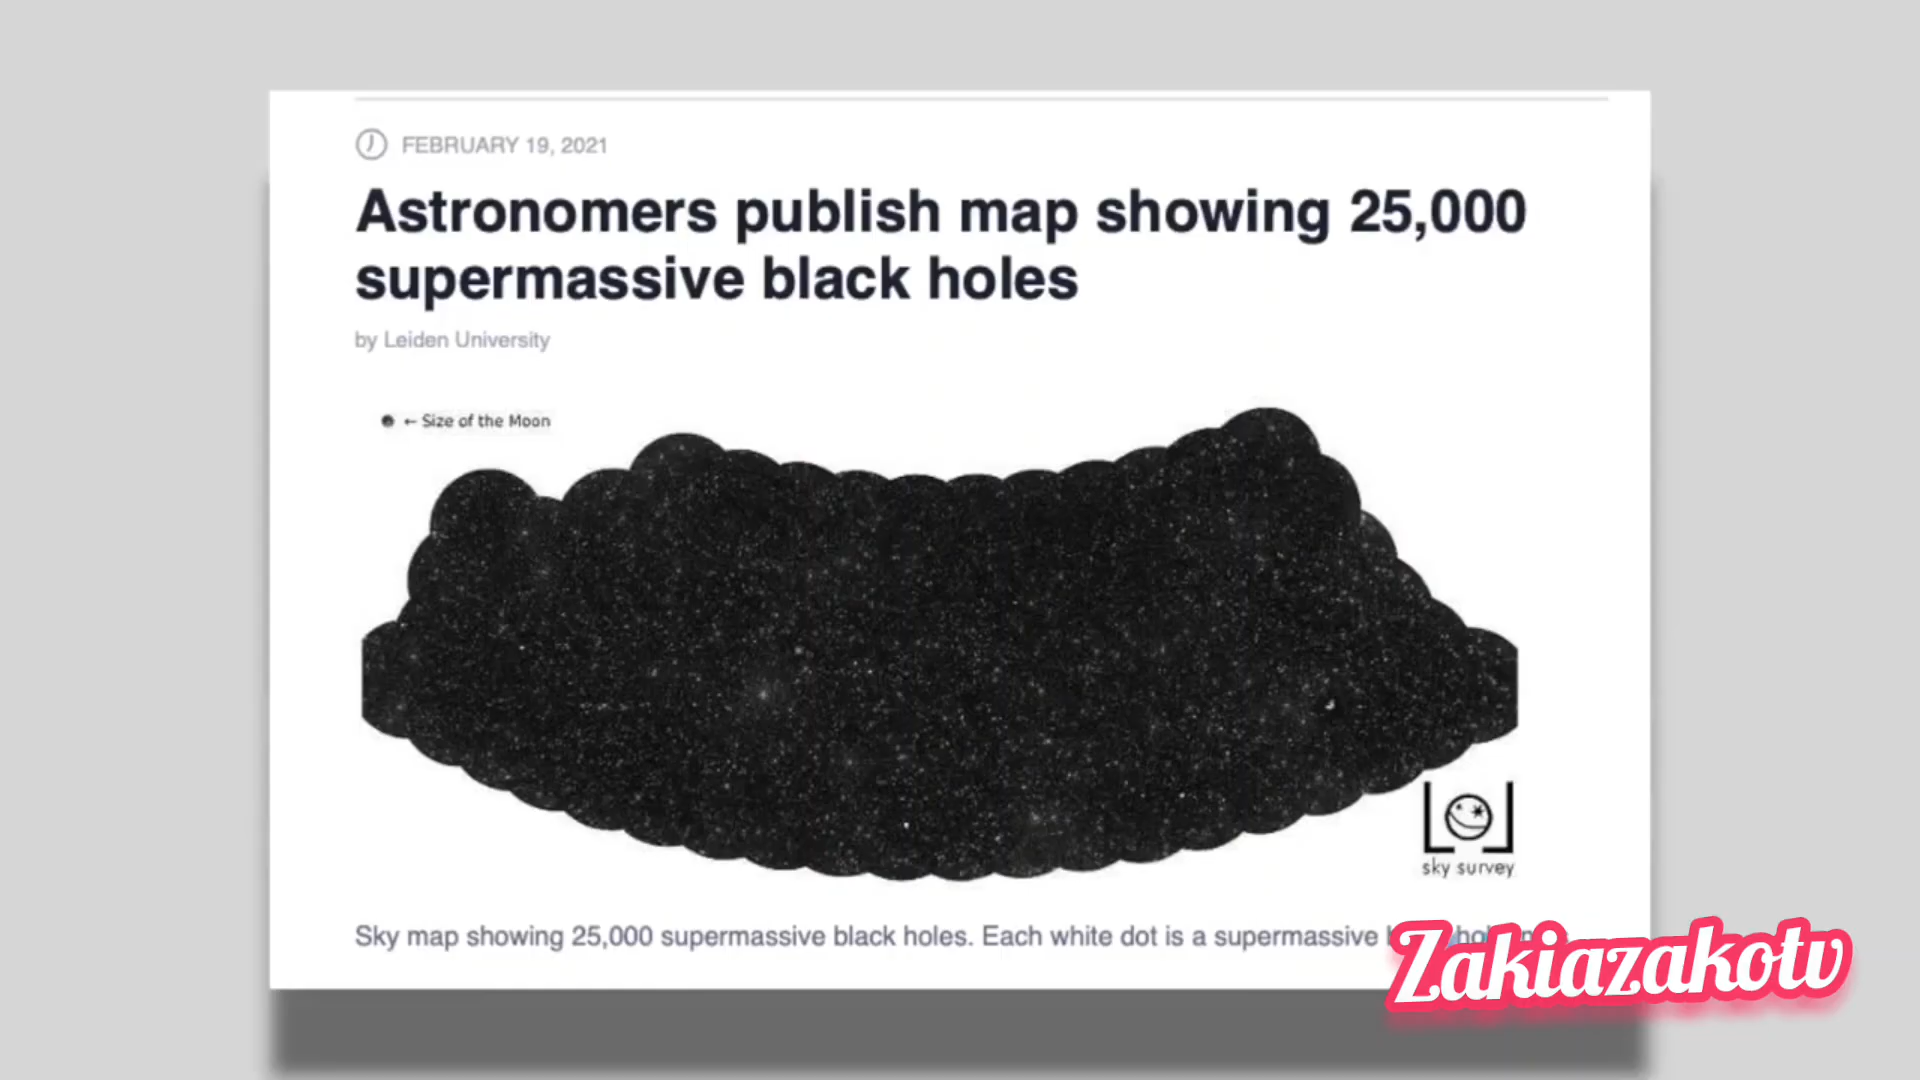 FEBRUARY 19, 2021
Astronomers publish map showing 25,000
supermassive black holes
by Leiden University
← Size of the Moon
sky survey
Sky map showing 25,000 supermassive black holes. Each white dot is a supermassive
Zakiazakotv